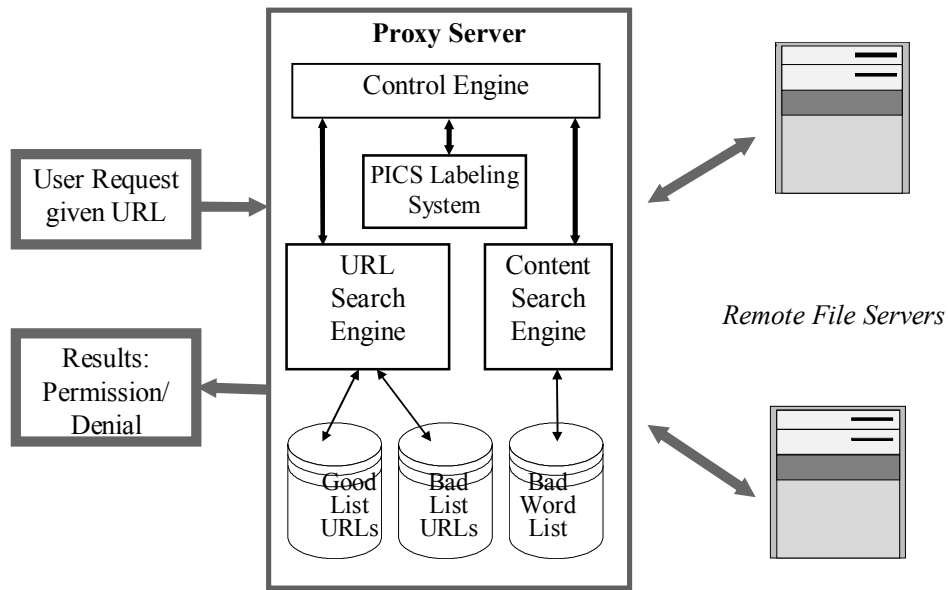 Proxy Server
Control Engine
PICS Labeling
System
User Request
given URL
URL
Search
Engine
Content
Search
Engine
Remote File Servers
Results:
Permission/
Denial
Good
List
URLs
Bad
List
URLs
Bad
Word
List